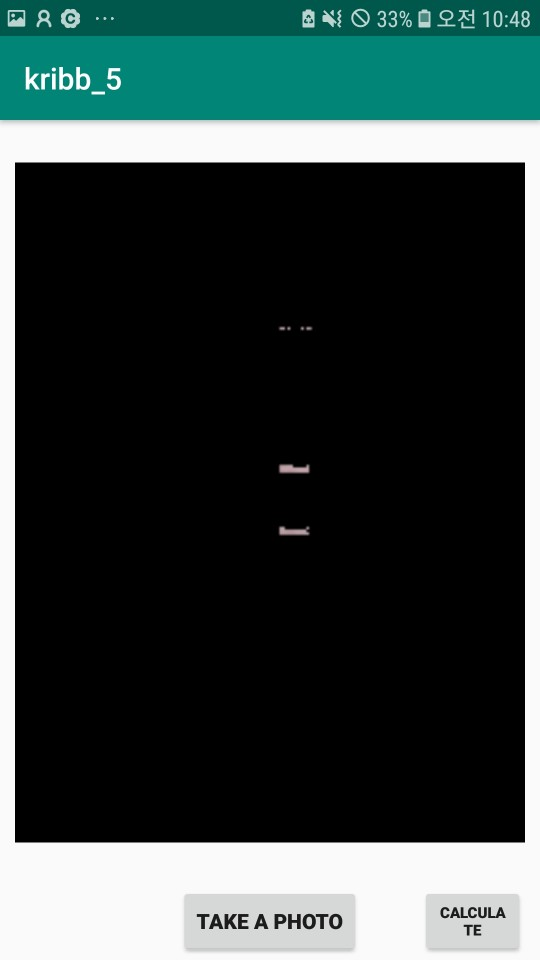 33% 오전 10:48
kribb_5
TAKE A PHOTO
CALCULA
TE